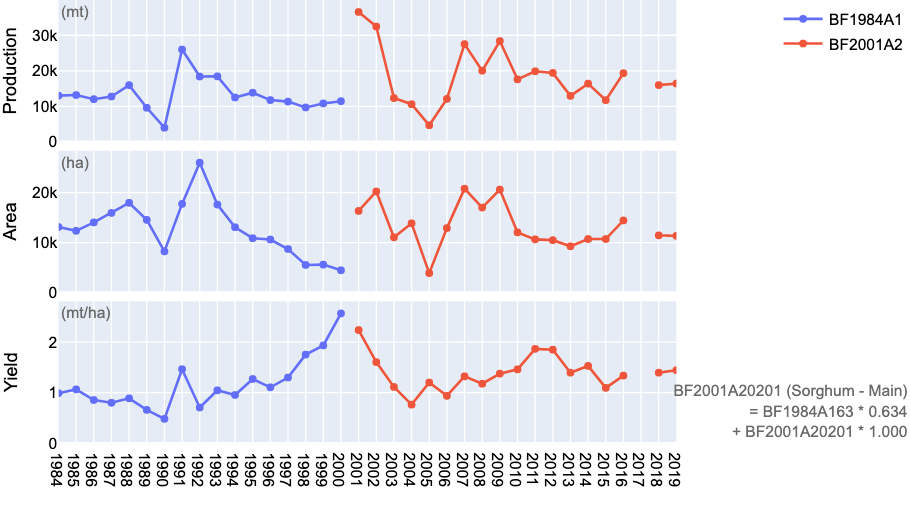 (mt)
BF1984A1
BF2001A2
Production
30k
20k
10k
0
(ha)
Area
20k
10k
0
(mt/ha)
Yield
2
1
0
BF2001A20201 (Sorghum - Main)
= BF1984A163 * 0.634
+ BF2001A20201 * 1.000
1984
1985
1986
1987
1988
1989
1990
1991
1992
1993
1994
1995
1996
1997
1998
1999
2000
2001
2002
2003
2004
2005
2006
2007
2008
2009
2010
2011
2012
2013
2014
2015
2016
2017
2018
2019